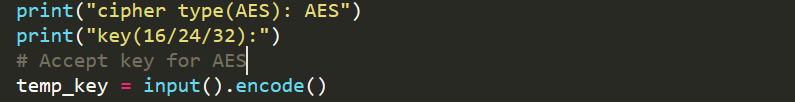 print("cipher type(AES): AES")
print("key(16/24/32):")
# Accept key for AES
temp_key = input().encode()